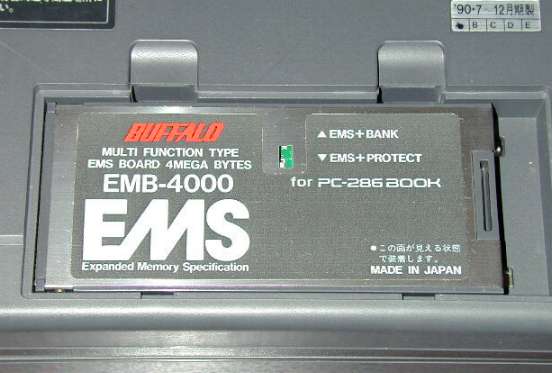 い。
'90・7~12月期製
B C D E
BUFFALO
MULTI FUNCTION TYPE
EMS BOARD 4MEGA BYTES
EMB-4000
EMS
Expanded Memory Specification
▲EMS+BANK
▼EMS+PROTECT
for PC-286 BOOK
●この面が見える状態
で装着します。
MADE IN JAPAN